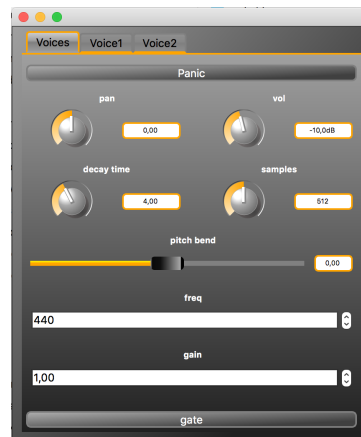 Voices Voice1 Voice2
Panic
pan vol
0,00 -10,0dB
decay time samples
4,00 512
pitch bend
0,00
freq
440
gain
1,00
gate